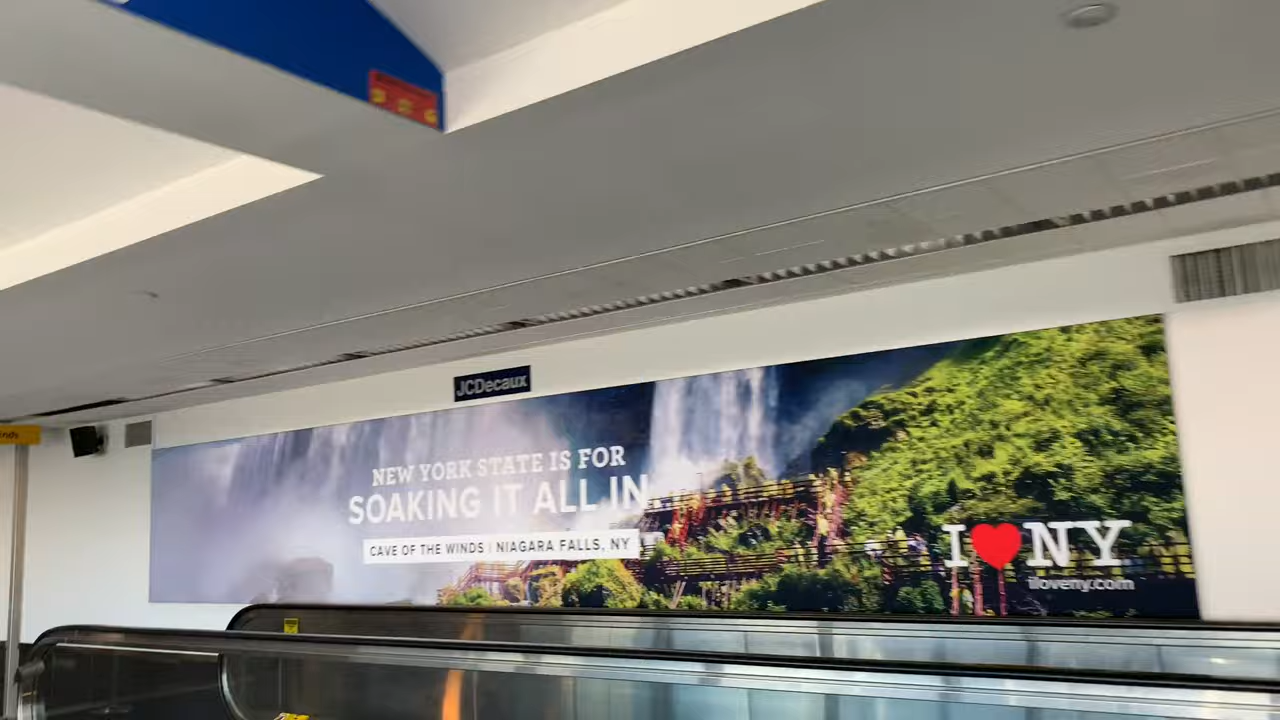 JCDecaux
NEW YORK STATE IS FOR
SOAKING IT ALL IN
CAVE OF THE WINDS | NIAGARA FALLS, NY
I ❤ NY
iloveny.com